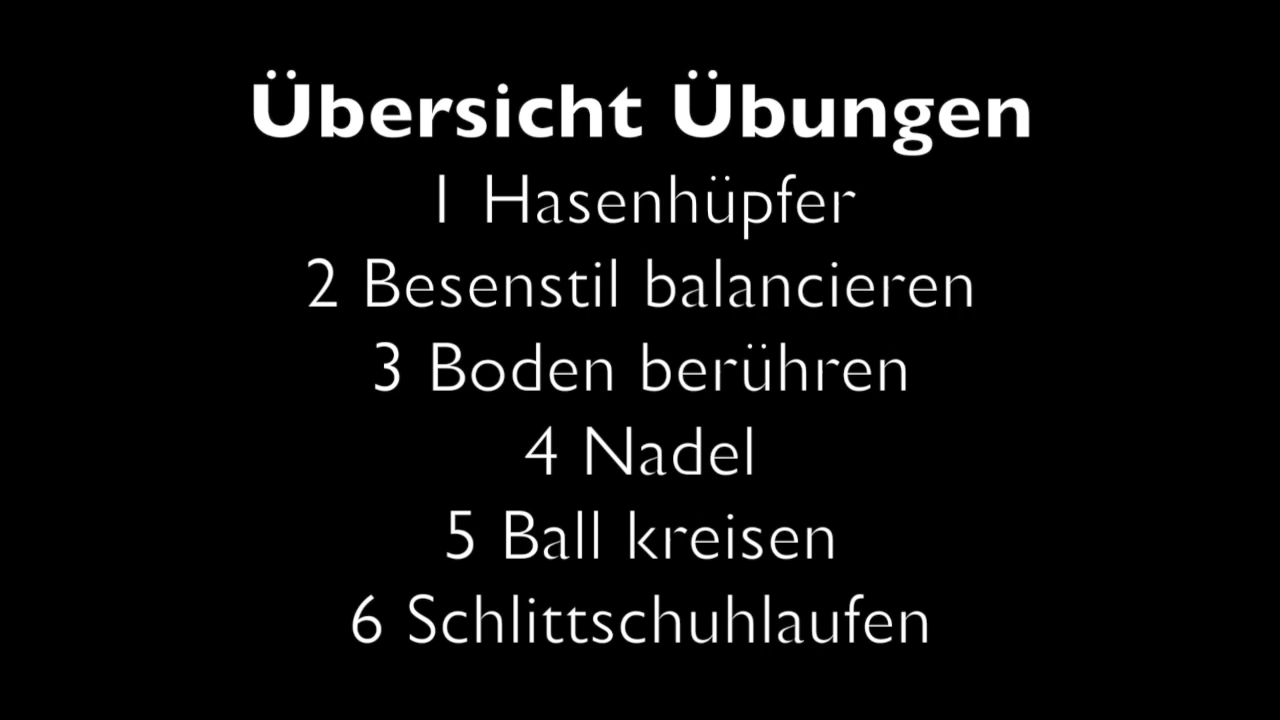 Übersicht Übungen
1 Hasenhüpfer
2 Besenstil balancieren
3 Boden berühren
4 Nadel
5 Ball kreisen
6 Schlittschuhlaufen